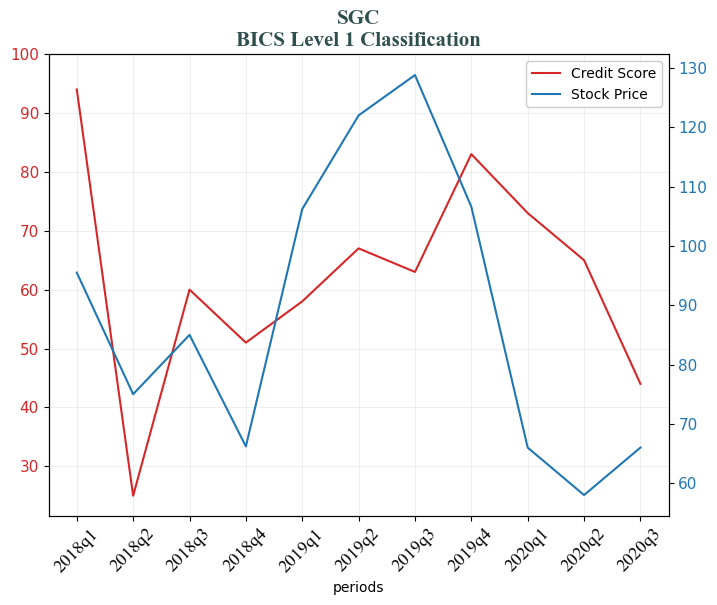 SGC
BICS Level 1 Classification
Credit Score
Stock Price
100
90
80
70
60
50
40
30
130
120
110
100
90
80
70
60
2018q1
2018q2
2018q3
2018q4
2019q1
2019q2
2019q3
2019q4
2020q1
2020q2
2020q3
periods